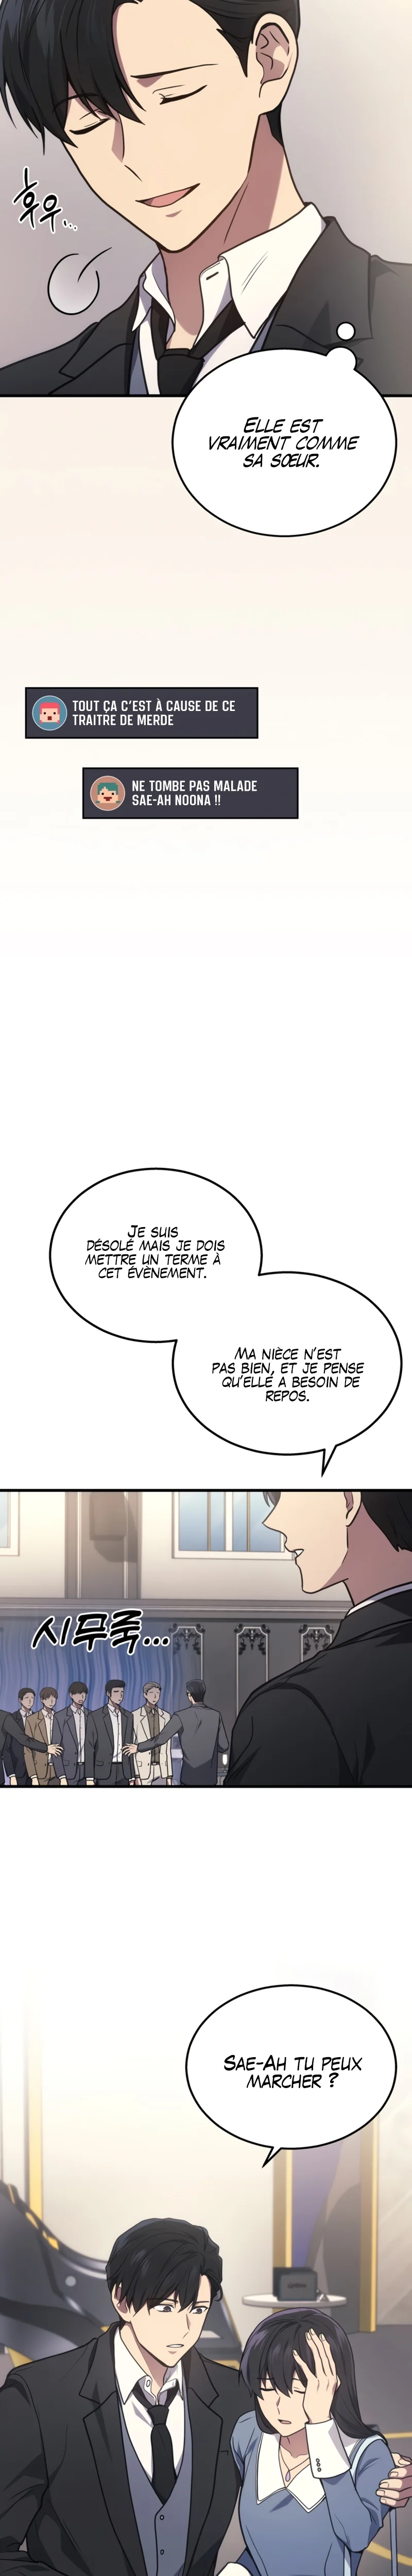 후우...
ELLE EST
VRAIMENT COMME
SA SŒUR.
TOUT ÇA C'EST À CAUSE DE CE
TRAITRE DE MERDE
NE TOMBE PAS MALADE
SAE-AH NOONA !!
JE SUIS
DÉSOLÉ MAIS JE DOIS
METTRE UN TERME À
CET ÉVÈNEMENT.
MA NIÈCE N'EST
PAS BIEN, ET JE PENSE
QU'ELLE A BESOIN DE
REPOS.
시무룩...
SAE-AH TU PEUX
MARCHER ?